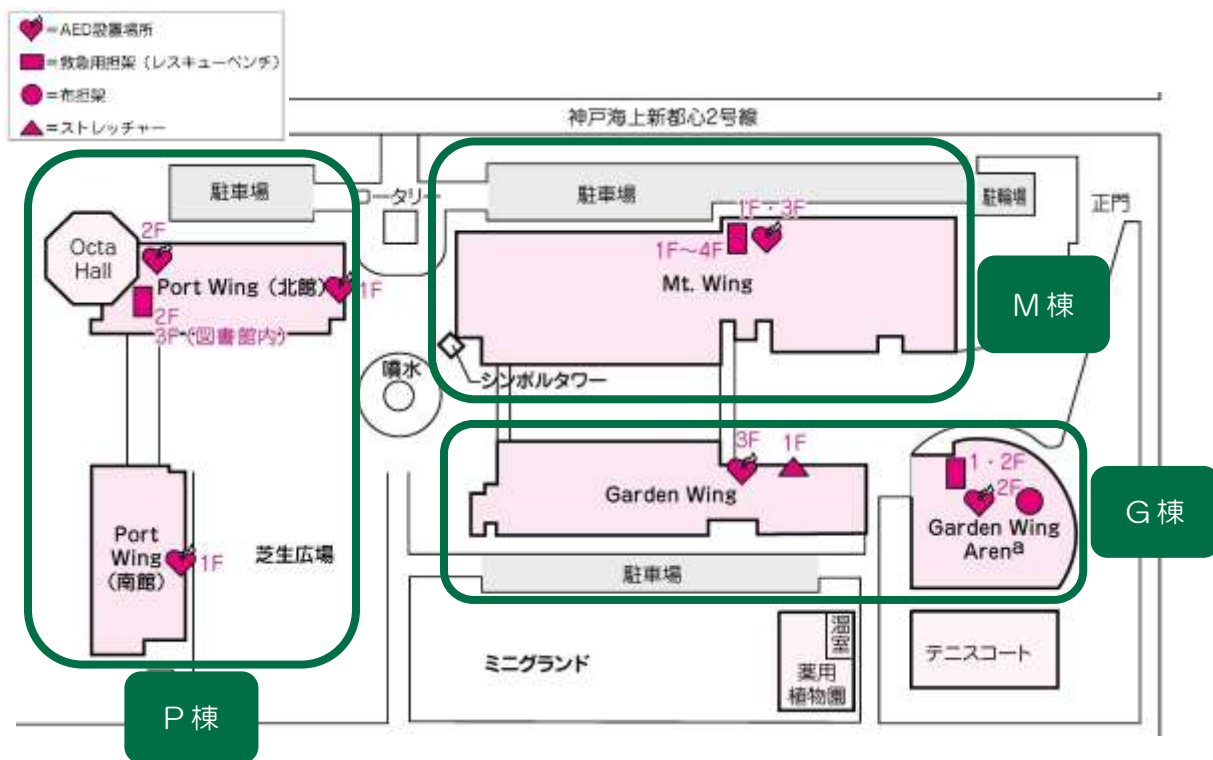 =AED設置場所
=救急用担架（レスキューベンチ）
=布担架
=ストレッチャー
神戸海上新都心2号線
駐車場
ロータリー
駐車場
駐輪場
正門
Octa
Hall
2F
Port Wing（北館）
1F
2F
3F（図書館内）
1F・3F
1F～4F
Mt. Wing
M棟
シンボルタワー
噴水
3F
1F
Garden Wing
1・2F
2F
Garden Wing
Arena
G棟
Port
Wing
（南館）
1F
芝生広場
駐車場
ミニグランド
温室
薬用
植物園
テニスコート
P棟